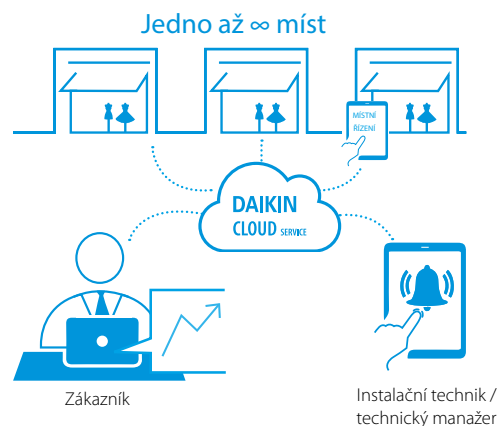 Jedno až ∞ míst
MÍSTNÍ
ŘÍZENÍ
DAIKIN
CLOUD SERVICE
Zákazník
Instalační technik /
technický manažer